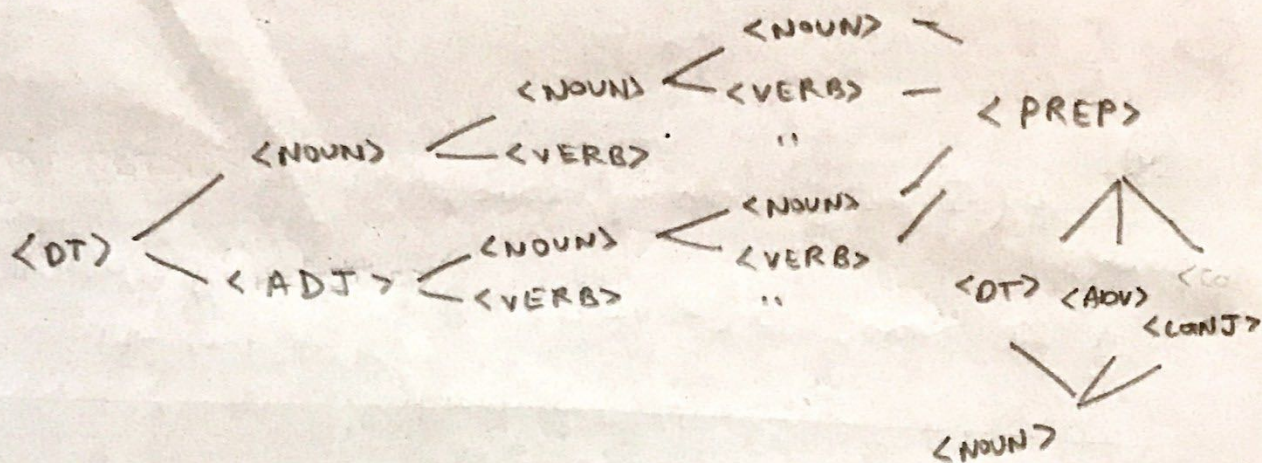 <NOUN>
<NOUN> <VERB>
<PREP>
<NOUN> <VERB> "
<NOUN>
<DT> <ADJ> <NOUN> <VERB>
<VERB> " <DT> <ADV>
<CONJ>
<NOUN>